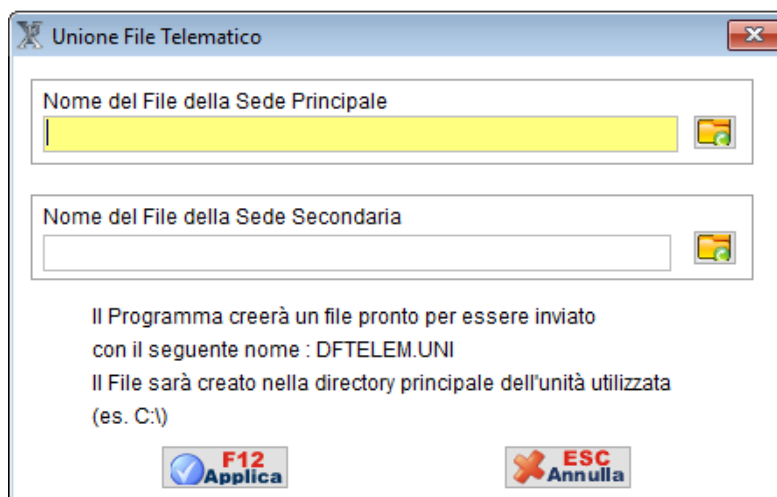 Unione File Telematico
Nome del File della Sede Principale
Nome del File della Sede Secondaria
Il Programma creerà un file pronto per essere inviato
con il seguente nome : DFTELEM.UNI
Il File sarà creato nella directory principale dell'unità utilizzata
(es. C:\)
F12
Applica
ESC
Annulla